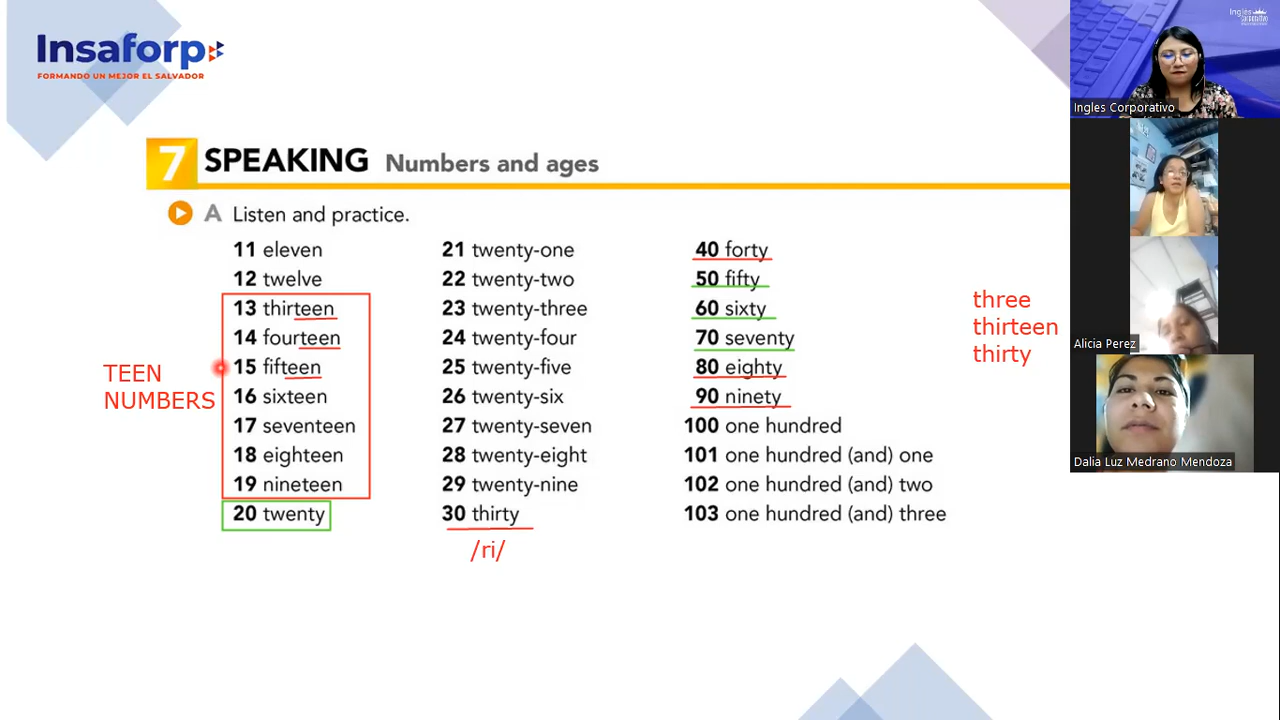 Insaforp
FORMANDO UN MEJOR EL SALVADOR
7 SPEAKING Numbers and ages
A Listen and practice.
11 eleven
12 twelve
13 thirteen
14 fourteen
15 fifteen
16 sixteen
17 seventeen
18 eighteen
19 nineteen
20 twenty
TEEN
NUMBERS
21 twenty-one
22 twenty-two
23 twenty-three
24 twenty-four
25 twenty-five
26 twenty-six
27 twenty-seven
28 twenty-eight
29 twenty-nine
30 thirty
/ri/
40 forty
50 fifty
60 sixty
70 seventy
80 eighty
90 ninety
100 one hundred
101 one hundred (and) one
102 one hundred (and) two
103 one hundred (and) three
three
thirteen
thirty
Ingles Corporativo
Alicia Perez
Dalia Luz Medrano Mendoza